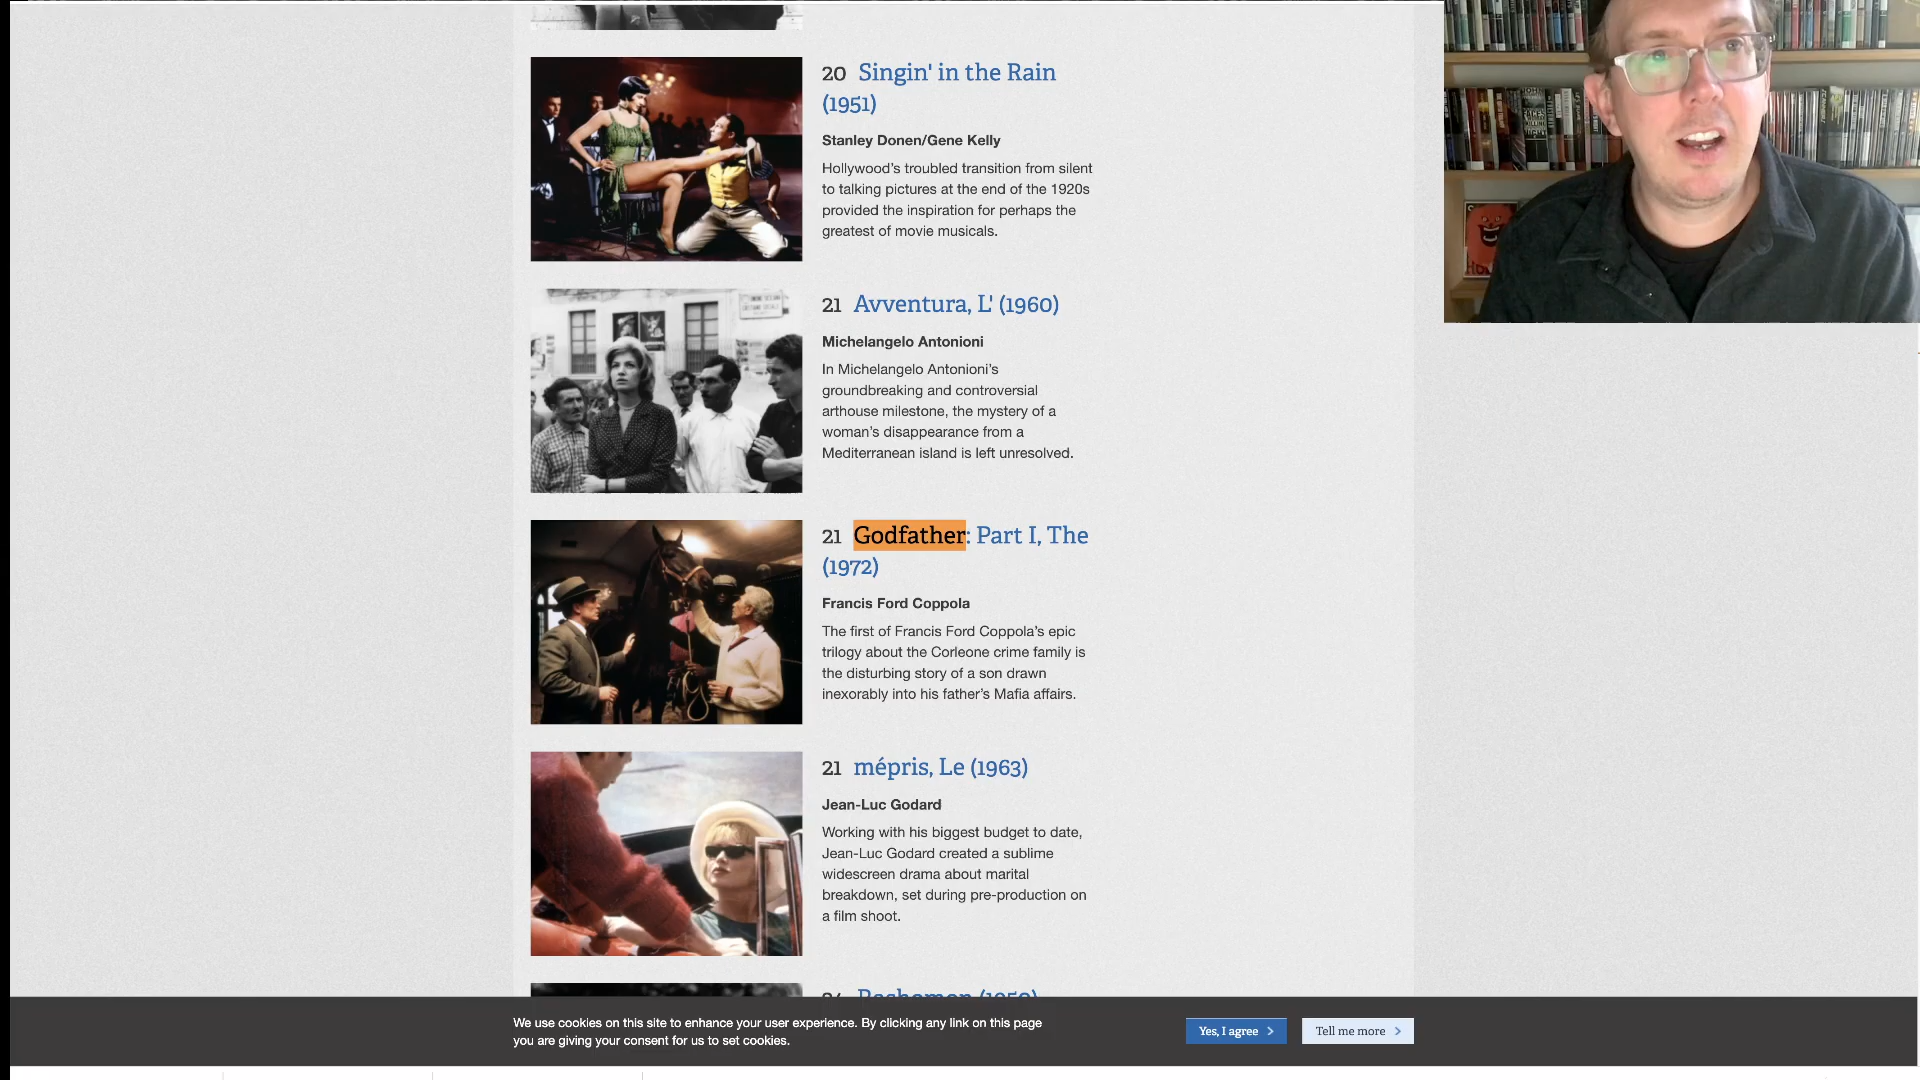 20 Singin' in the Rain
(1951)
Stanley Donen/Gene Kelly
Hollywood’s troubled transition from silent
to talking pictures at the end of the 1920s
provided the inspiration for perhaps the
greatest of movie musicals.
21 Avventura, L' (1960)
Michelangelo Antonioni
In Michelangelo Antonioni’s
groundbreaking and controversial
arthouse milestone, the mystery of a
woman’s disappearance from a
Mediterranean island is left unresolved.
21 Godfather: Part I, The
(1972)
Francis Ford Coppola
The first of Francis Ford Coppola’s epic
trilogy about the Corleone crime family is
the disturbing story of a son drawn
inexorably into his father’s Mafia affairs.
21 mépris, Le (1963)
Jean-Luc Godard
Working with his biggest budget to date,
Jean-Luc Godard created a sublime
widescreen drama about marital
breakdown, set during pre-production on
a film shoot.
Rashomon (1950)
We use cookies on this site to enhance your user experience. By clicking any link on this page
you are giving your consent for us to set cookies.
Yes, I agree >
Tell me more >